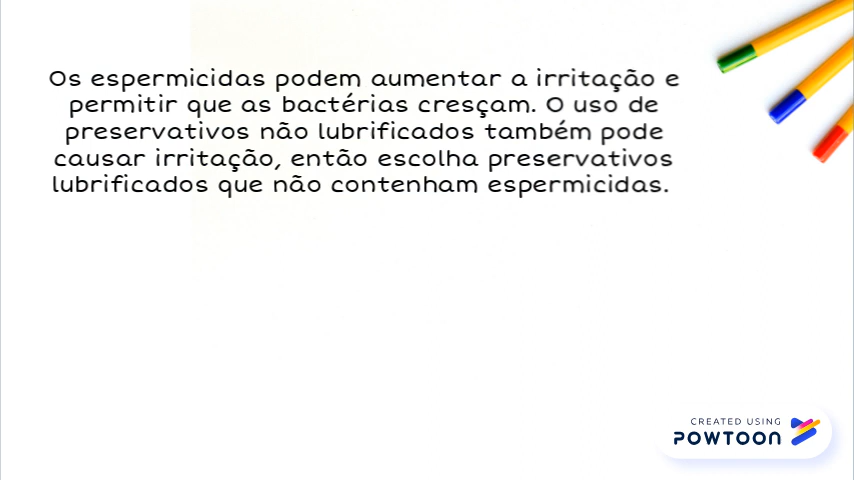 Os espermicidas podem aumentar a irritação e
permitir que as bactérias cresçam. O uso de
preservativos não lubrificados também pode
causar irritação, então escolha preservativos
lubrificados que não contenham espermicidas.
CREATED USING
POWTOON